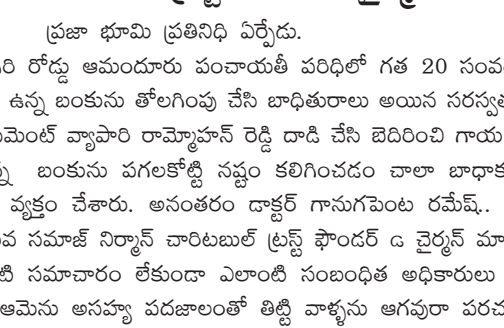 ప్రజా భూమి ప్రతినిధి ఏర్పేడు.
రి రోడ్డు ఆమందూరు పంచాయతీ పరిధిలో గత 20 సంవ
ఉన్న బంకును తోలగింపు చేసి బాధితురాలు అయిన సరస్వ
మెంట్ వ్యాపారి రామ్మోహన్ రెడ్డి దాడి చేసి బెదిరించి గాయ
న్న బంకును పగలకొట్టి నష్టం కలిగించడం చాలా బాధాక
వ్యక్తం చేశారు. అనంతరం డాక్టర్ గానుగపెంట రమేష్..
వ సమాజ్ నిర్మాన్ చారిటబుల్ ట్రస్ట్ ఫౌండర్ డ చైర్మన్ మా
టి సమాచారం లేకుండా ఎలాంటి సంబంధిత అధికారులు
ఆమెను అసహ్య పదజాలంతో తిట్టి వాళ్ళను ఆగవురా పరచ